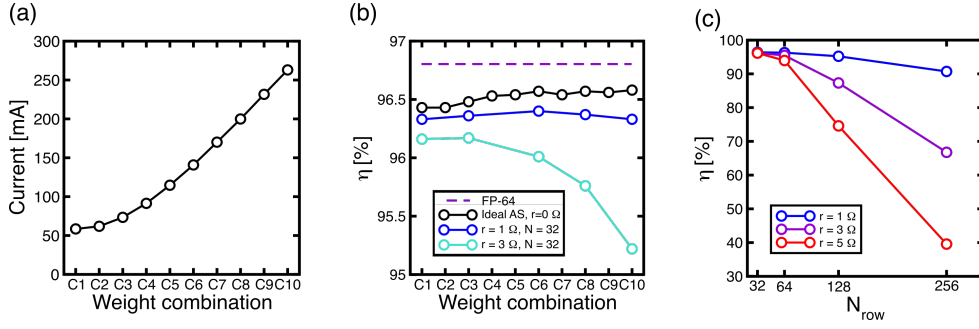 (a)
300
250
200
150
100
50
0
Current [mA]
C1 C2 C3 C4 C5 C6 C7 C8 C9 C10
Weight combination
(b)
97
96.5
96
95.5
95
η [%]
FP-64
Ideal AS, r=0 Ω
r = 1 Ω, N = 32
r = 3 Ω, N = 32
C1 C2 C3 C4 C5 C6 C7 C8 C9 C10
Weight combination
(c)
100
90
80
70
60
50
40
30
η [%]
r = 1 Ω
r = 3 Ω
r = 5 Ω
32 64 128 256
N_row